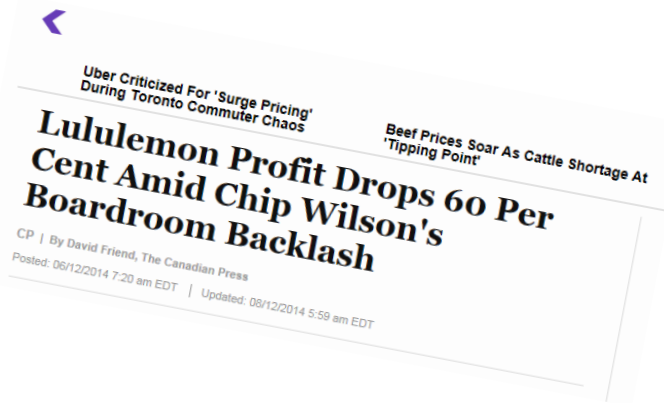 Uber Criticized For 'Surge Pricing'
During Toronto Commuter Chaos
Beef Prices Soar As Cattle Shortage At
'Tipping Point'
Lululemon Profit Drops 60 Per
Cent Amid Chip Wilson's
Boardroom Backlash
CP | By David Friend, The Canadian Press
Posted: 06/12/2014 7:20 am EDT | Updated: 08/12/2014 5:59 am EDT